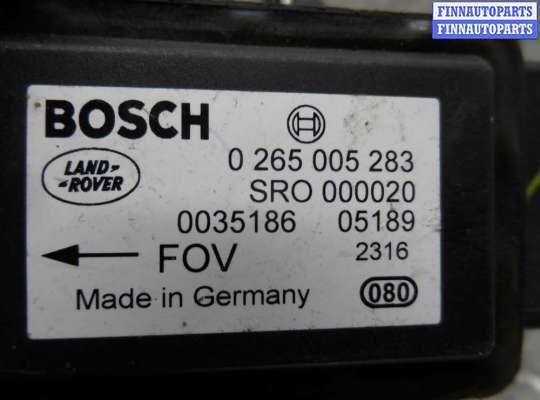 FINNAUTOPARTS
FINNAUTOPARTS
BOSCH
LAND-
-ROVER
0 265 005 283
SRO 000020
0035186 05189
FOV 2316
Made in Germany 080